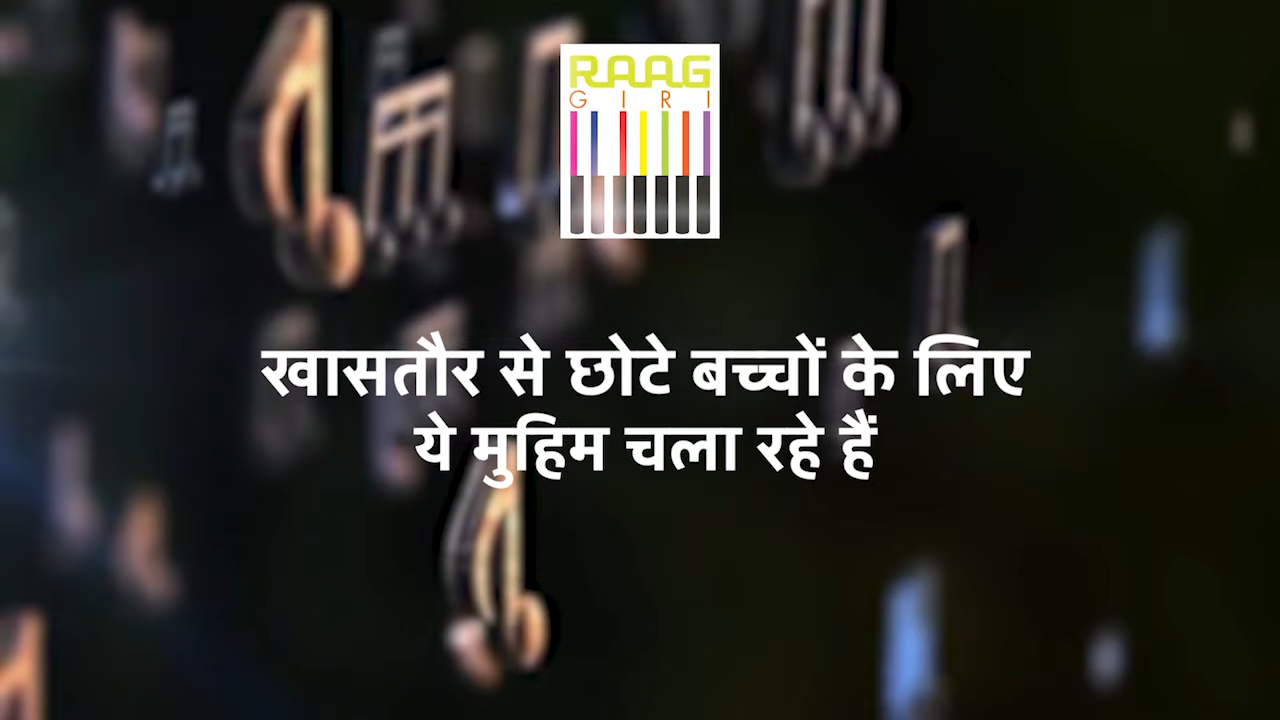 RAAG
GIRI
खासतौर से छोटे बच्चों के लिए
ये मुहिम चला रहे हैं